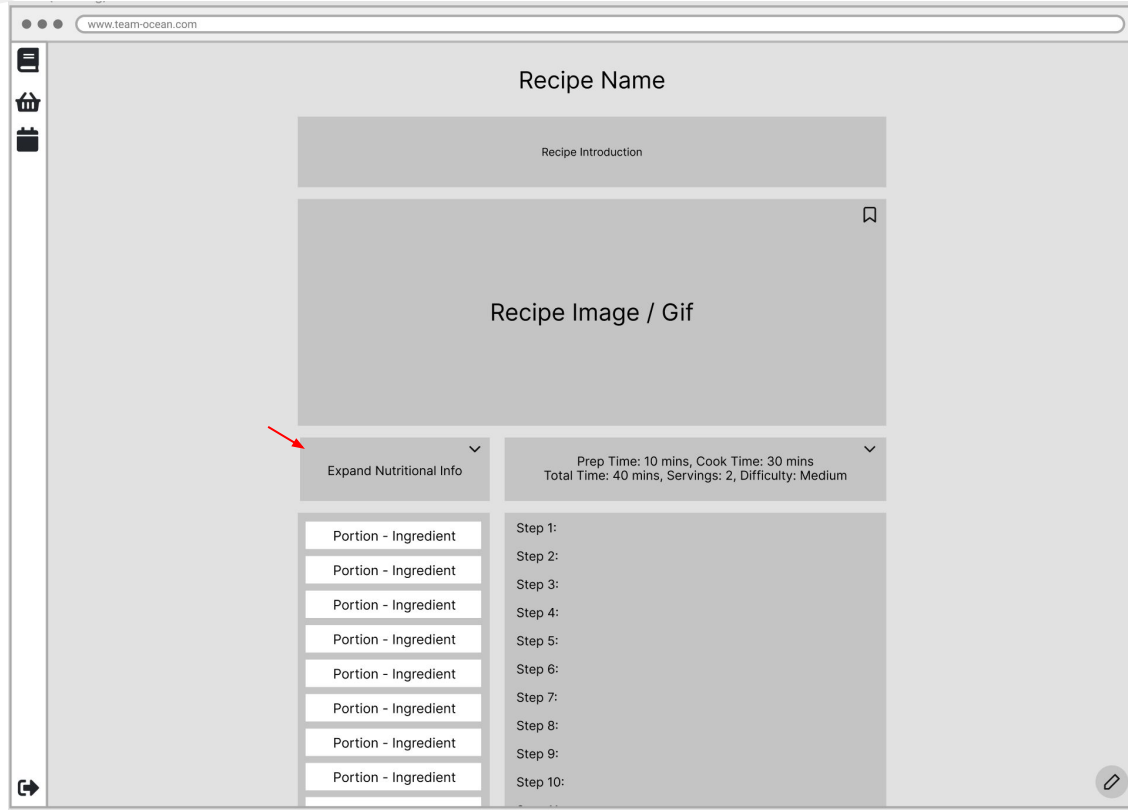 www.team-ocean.com
Recipe Name
Recipe Introduction
Recipe Image / Gif
Expand Nutritional Info
Prep Time: 10 mins, Cook Time: 30 mins
Total Time: 40 mins, Servings: 2, Difficulty: Medium
Portion - Ingredient
Portion - Ingredient
Portion - Ingredient
Portion - Ingredient
Portion - Ingredient
Portion - Ingredient
Portion - Ingredient
Portion - Ingredient
Step 1:
Step 2:
Step 3:
Step 4:
Step 5:
Step 6:
Step 7:
Step 8:
Step 9:
Step 10: